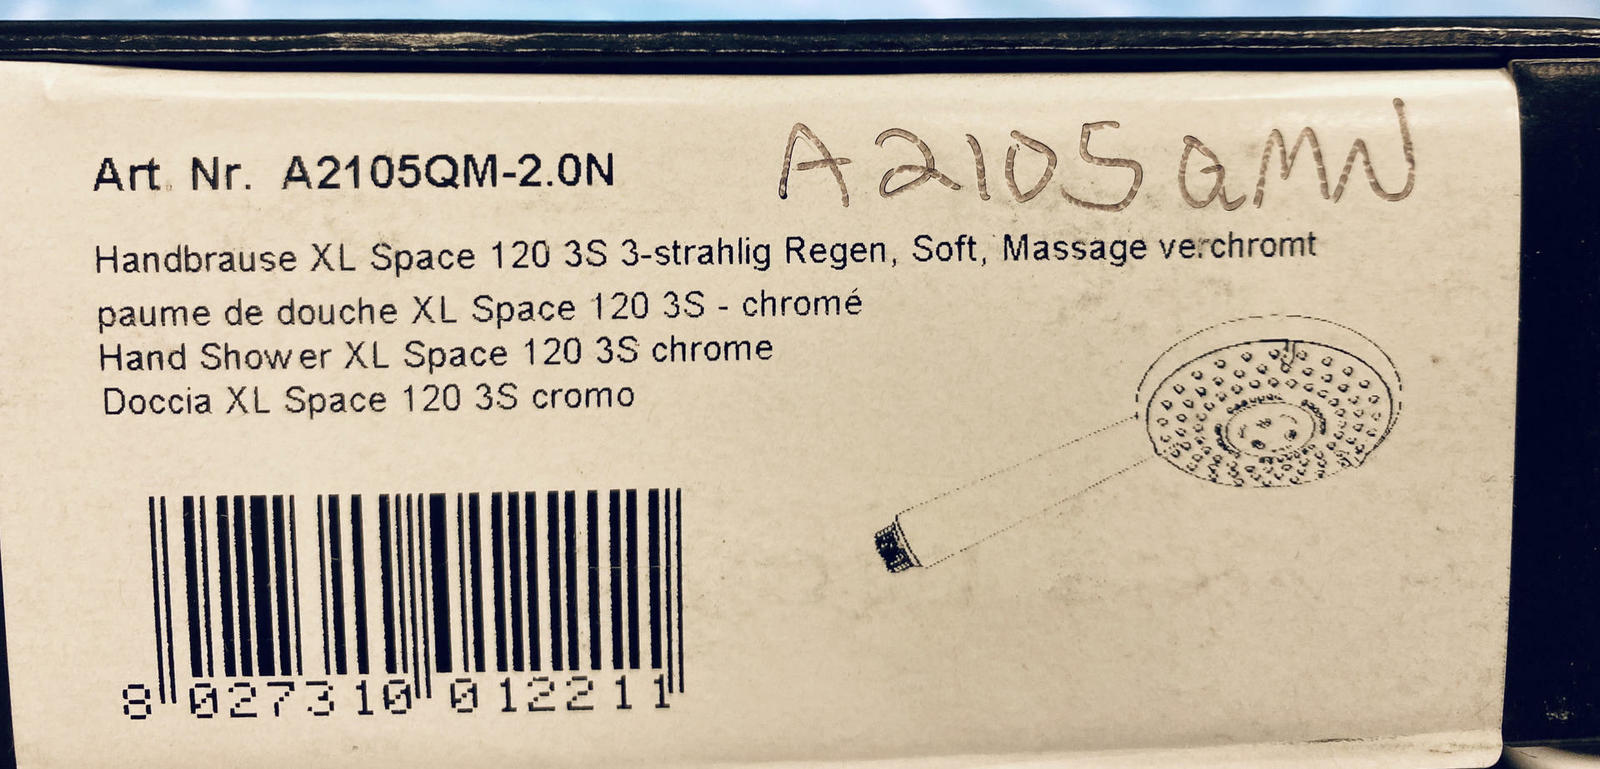 Art. Nr. A2105QM-2.0N
A2105QMN
Handbrause XL Space 120 3S 3-strahlig Regen, Soft, Massage verchromt
paume de douche XL Space 120 3S - chromé
Hand Shower XL Space 120 3S chrome
Doccia XL Space 120 3S cromo
8 027310 012211